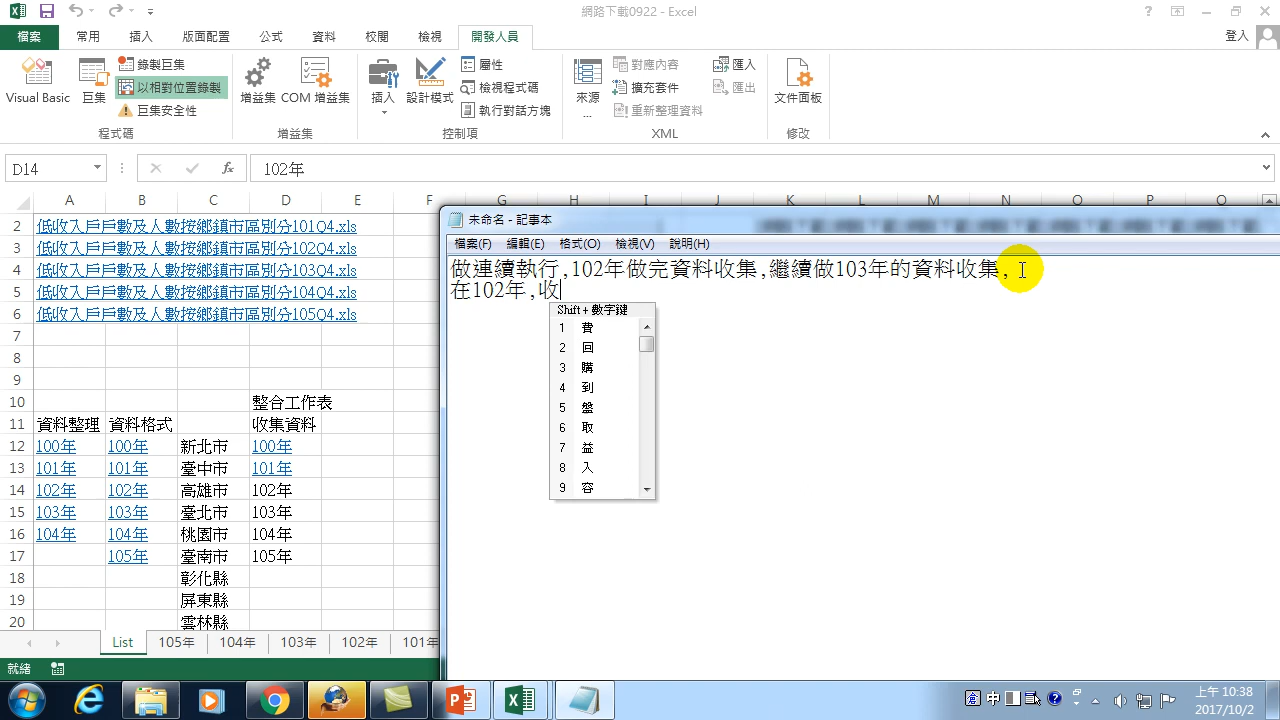 網路下載0922 - Excel
檔案 常用 插入 版面配置 公式 資料 校閱 檢視 開發人員 登入
Visual Basic 巨集 錄製巨集 以相對位置錄製 巨集安全性 程式碼
增益集 COM 增益集 增益集
插入 設計模式 屬性 檢視程式碼 執行對話方塊 控制項
來源... 對應內容 擴充套件 重新整理資料 匯入 匯出 XML
文件面板 修改
D14 fx 102年
A B C D E F G H I J K L M N O P Q
2 低收入戶戶數及人數按鄉鎮市區別分101Q4.xls
3 低收入戶戶數及人數按鄉鎮市區別分102Q4.xls
4 低收入戶戶數及人數按鄉鎮市區別分103Q4.xls
5 低收入戶戶數及人數按鄉鎮市區別分104Q4.xls
6 低收入戶戶數及人數按鄉鎮市區別分105Q4.xls
7
8
9
10 整合工作表
11 資料整理 資料格式 收集資料
12 100年 100年 新北市 100年
13 101年 101年 臺中市 101年
14 102年 102年 高雄市 102年
15 103年 103年 臺北市 103年
16 104年 104年 桃園市 104年
17 105年 臺南市 105年
18 彰化縣
19 屏東縣
20 雲林縣
List 105年 104年 103年 102年 101年
就緒
未命名 - 記事本
檔案(F) 編輯(E) 格式(O) 檢視(V) 說明(H)
做連續執行,102年做完資料收集,繼續做103年的資料收集,
在102年,收
Shift + 數字鍵
1 費
2 回
3 購
4 到
5 盤
6 取
7 益
8 入
9 容
中
上午 10:38
2017/10/2